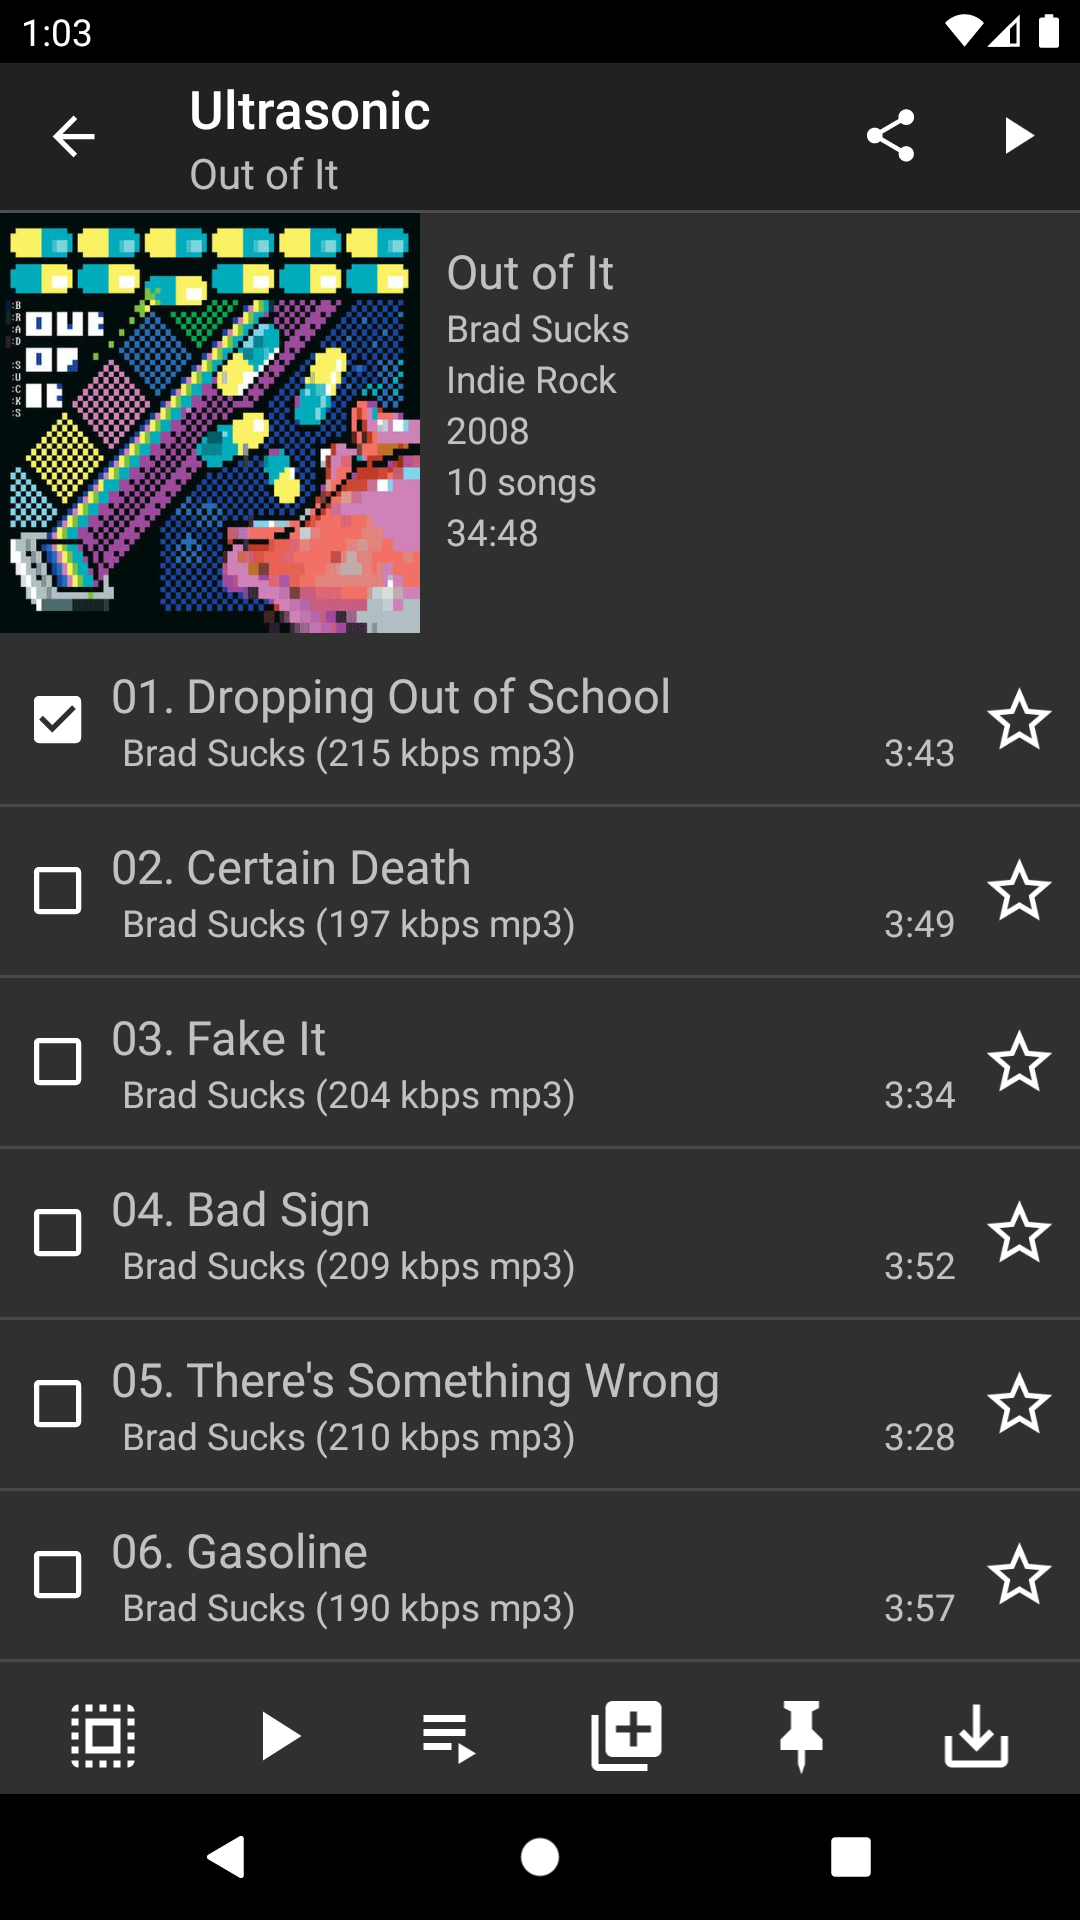 1:03
Ultrasonic
Out of It
:B
:R
:A
:D
:S
:U
:C
:K
:S
OUT
OF
IT
Out of It
Brad Sucks
Indie Rock
2008
10 songs
34:48
01. Dropping Out of School
Brad Sucks (215 kbps mp3) 3:43
02. Certain Death
Brad Sucks (197 kbps mp3) 3:49
03. Fake It
Brad Sucks (204 kbps mp3) 3:34
04. Bad Sign
Brad Sucks (209 kbps mp3) 3:52
05. There's Something Wrong
Brad Sucks (210 kbps mp3) 3:28
06. Gasoline
Brad Sucks (190 kbps mp3) 3:57